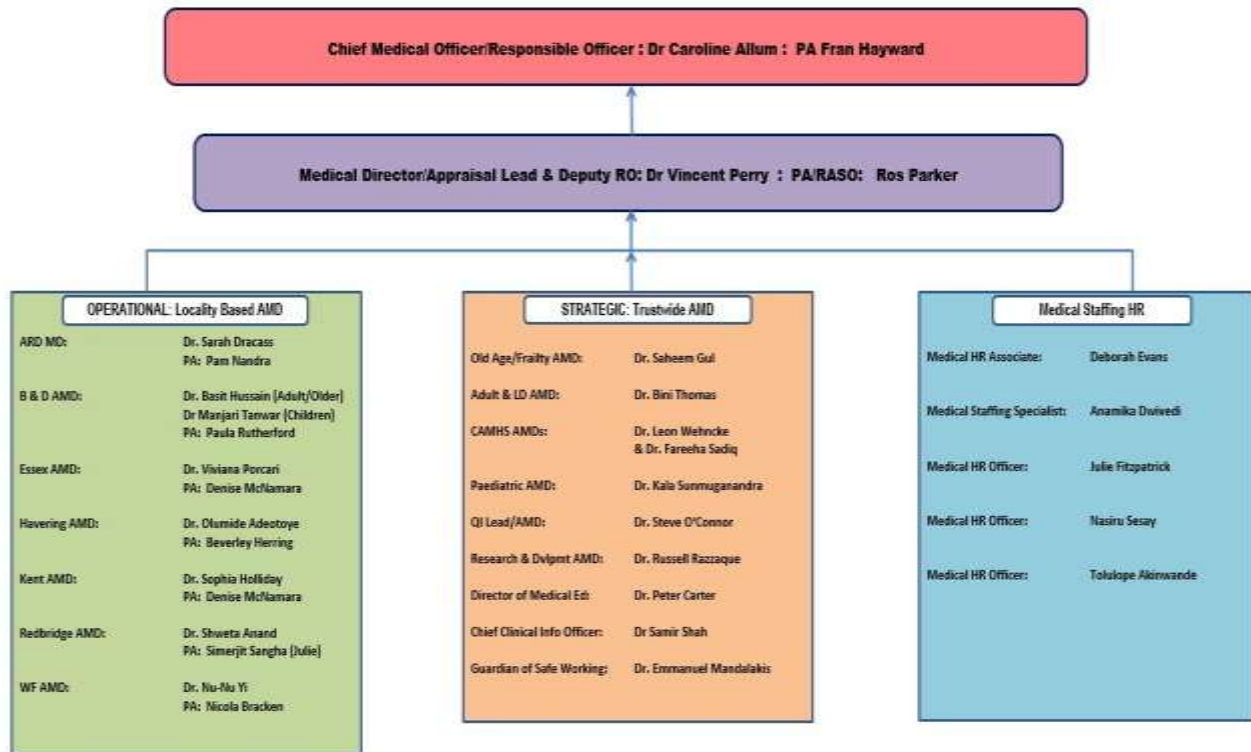 Chief Medical Officer/Responsible Officer : Dr Caroline Allum : PA Fran Hayward
Medical Director/Appraisal Lead & Deputy RO: Dr Vincent Perry : PA/RASO: Ros Parker
OPERATIONAL: Locality Based AMD
ARD MD: Dr. Sarah Dracass
PA: Pam Nandra
B & D AMD: Dr. Basit Hussain (Adult/Older)
Dr Manjari Tanwar (Children)
PA: Paula Rutherford
Essex AMD: Dr. Viviana Porcari
PA: Denise McNamara
Havering AMD: Dr. Olumide Adeotoye
PA: Beverley Herring
Kent AMD: Dr. Sophia Holliday
PA: Denise McNamara
Redbridge AMD: Dr. Shweta Anand
PA: Simerjit Sangha (Julie)
WF AMD: Dr. Nu-Nu Yi
PA: Nicola Bracken
STRATEGIC: Trustwide AMD
Old Age/Frailty AMD: Dr. Saheem Gul
Adult & LD AMD: Dr. Bini Thomas
CAMHS AMDs: Dr. Leon Wehncke
& Dr. Fareeha Sadiq
Paediatric AMD: Dr. Kala Sunmuganandra
QI Lead/AMD: Dr. Steve O'Connor
Research & Dvlpmt AMD: Dr. Russell Razzaque
Director of Medical Ed: Dr. Peter Carter
Chief Clinical Info Officer: Dr Samir Shah
Guardian of Safe Working: Dr. Emmanuel Mandalakis
Medical Staffing HR
Medical HR Associate: Deborah Evans
Medical Staffing Specialist: Anamika Dwivedi
Medical HR Officer: Julie Fitzpatrick
Medical HR Officer: Nasiru Sesay
Medical HR Officer: Tolulope Akinwande